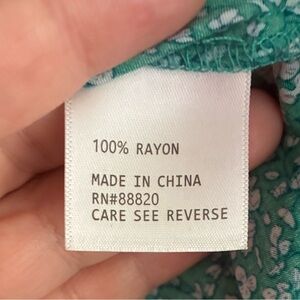 100% RAYON
MADE IN CHINA
RN#88820
CARE SEE REVERSE